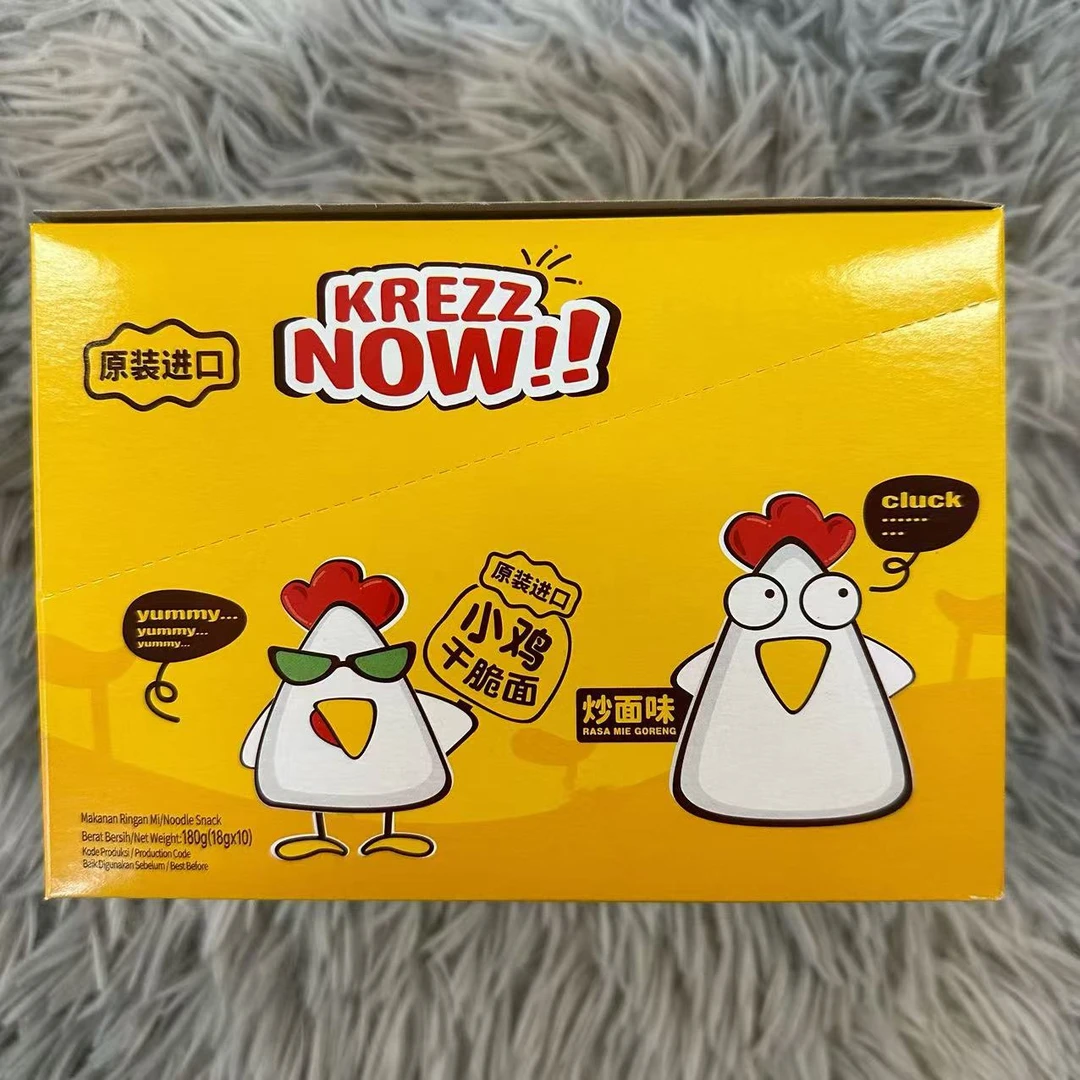 KREZZ
NOW!!
原装进口
cluck
......
...
yummy...
yummy...
yummy...
原装进口
小鸡
干脆面
炒面味
RASA MIE GORENG
Makanan Ringan Mi/Noodle Snack
Berat Bersih/Net Weight:180g(18gx10)
Kode Produksi / Production Code
Baik Digunakan Sebelum / Best Before